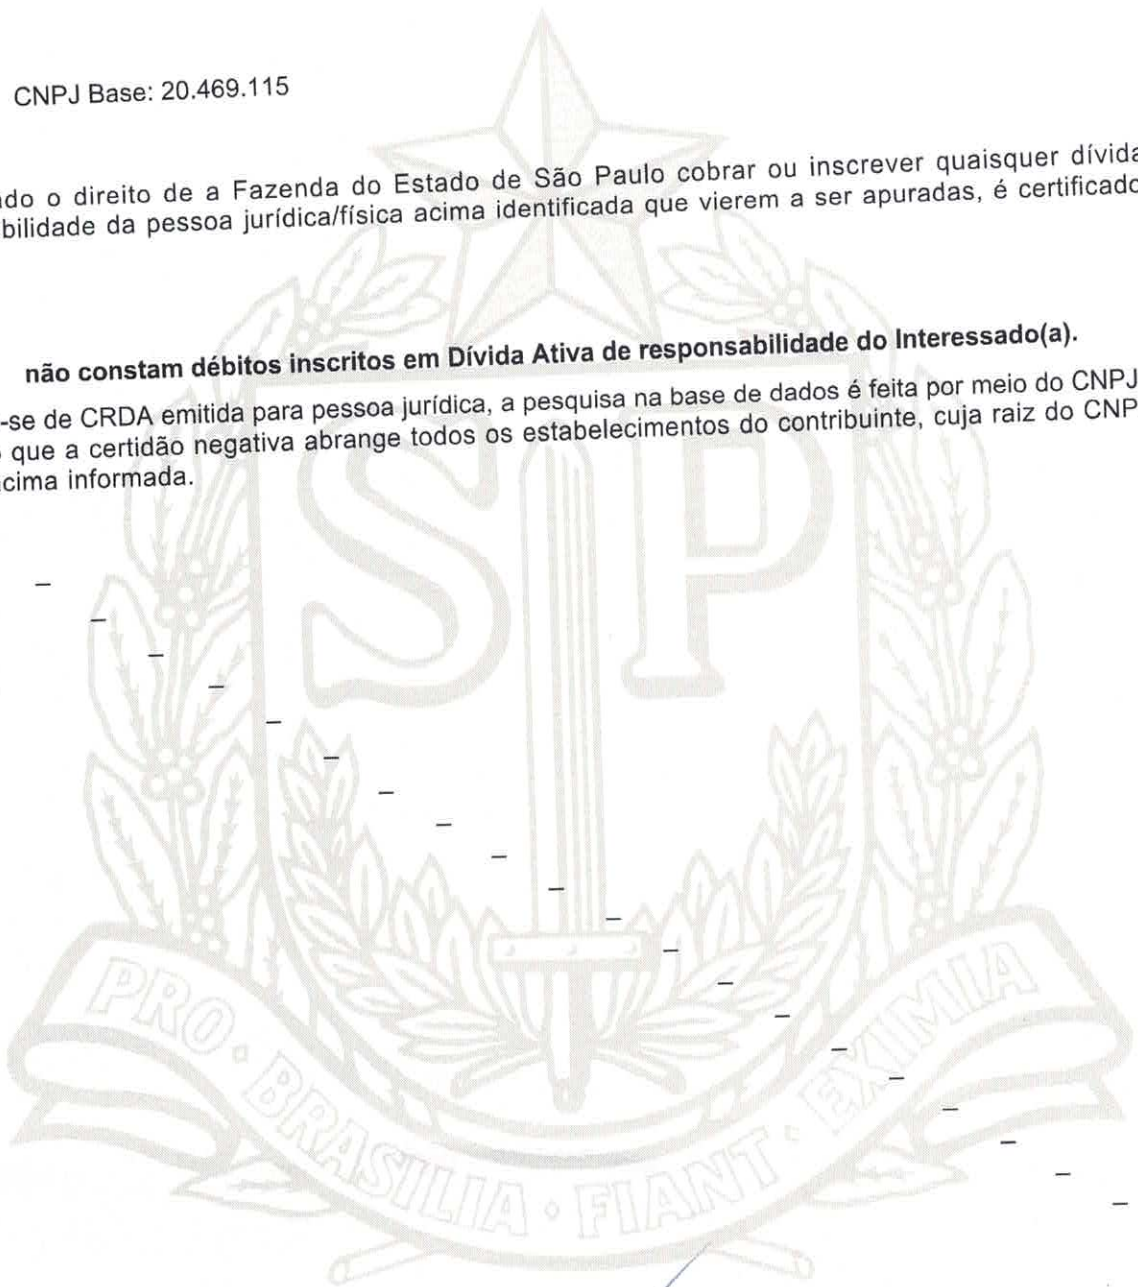 CNPJ Base: 20.469.115
do o direito de a Fazenda do Estado de São Paulo cobrar ou inscrever quaisquer dívida
bilidade da pessoa jurídica/física acima identificada que vierem a ser apuradas, é certificado
não constam débitos inscritos em Dívida Ativa de responsabilidade do Interessado(a).
-se de CRDA emitida para pessoa jurídica, a pesquisa na base de dados é feita por meio do CNPJ
que a certidão negativa abrange todos os estabelecimentos do contribuinte, cuja raiz do CNP
cima informada.
S P
PRO · BRASILIA · FIANT · EXIMIA